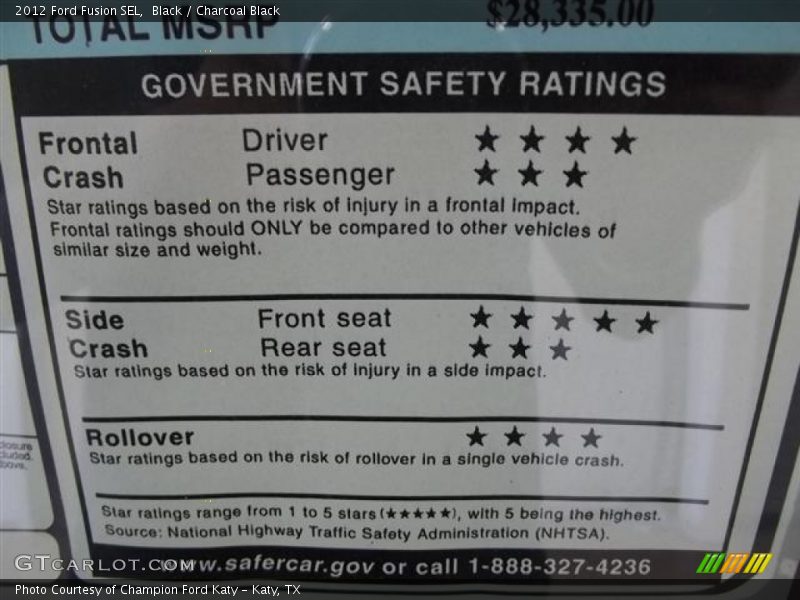 2012 Ford Fusion SEL, Black / Charcoal Black
TOTAL MSRP $28,335.00
GOVERNMENT SAFETY RATINGS
Frontal Driver ★ ★ ★ ★
Crash Passenger ★ ★ ★
Star ratings based on the risk of injury in a frontal impact.
Frontal ratings should ONLY be compared to other vehicles of
similar size and weight.
Side Front seat ★ ★ ★ ★ ★
Crash Rear seat ★ ★ ★
Star ratings based on the risk of injury in a side impact.
Rollover ★ ★ ★ ★
Star ratings based on the risk of rollover in a single vehicle crash.
Star ratings range from 1 to 5 stars (★★★★★), with 5 being the highest.
Source: National Highway Traffic Safety Administration (NHTSA).
www.safercar.gov or call 1-888-327-4236
GTCARLOT.COM
Photo Courtesy of Champion Ford Katy - Katy, TX